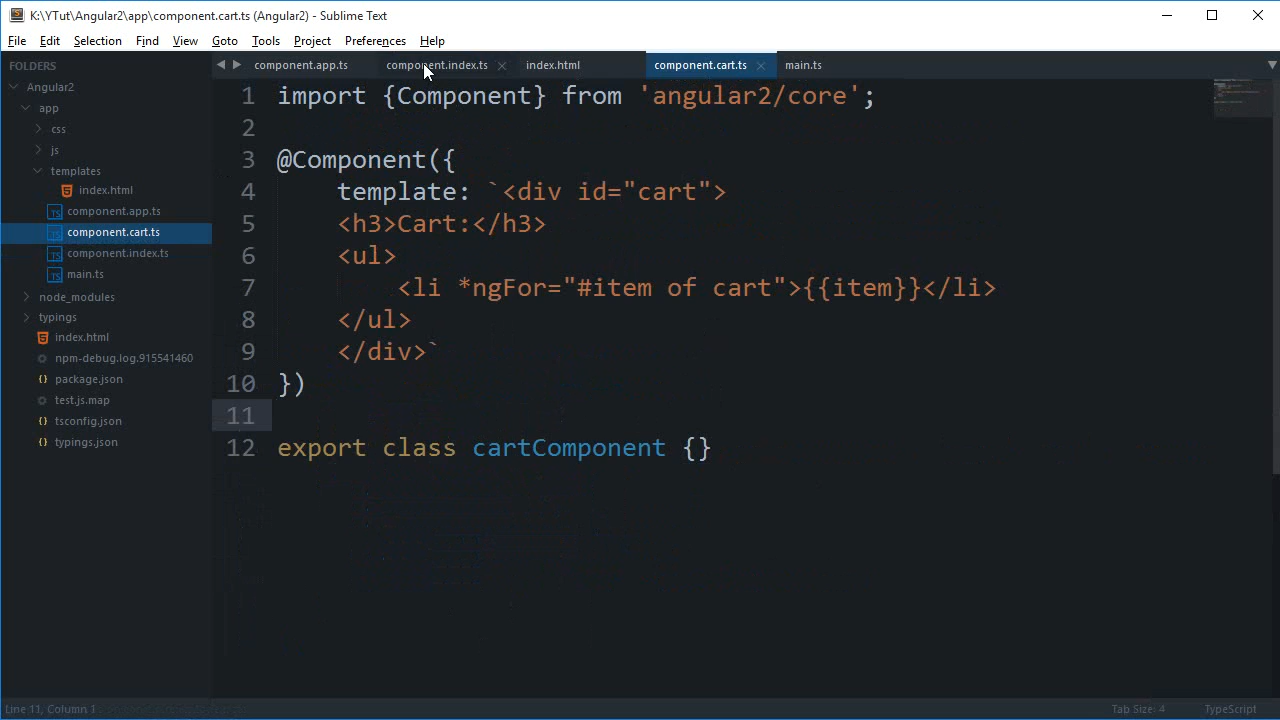 K:\YTut\Angular2\app\component.cart.ts (Angular2) - Sublime Text
File Edit Selection Find View Goto Tools Project Preferences Help
FOLDERS
Angular2
app
css
js
templates
index.html
component.app.ts
component.cart.ts
component.index.ts
main.ts
node_modules
typings
index.html
npm-debug.log.915541460
package.json
test.js.map
tsconfig.json
typings.json
component.app.ts component.index.ts index.html component.cart.ts main.ts
1 import {Component} from 'angular2/core';
2
3 @Component({
4     template: `<div id="cart">
5     <h3>Cart:</h3>
6     <ul>
7         <li *ngFor="#item of cart">{{item}}</li>
8     </ul>
9     </div>`
10 })
11
12 export class cartComponent {}
Line 11, Column 1 Tab Size: 4 TypeScript